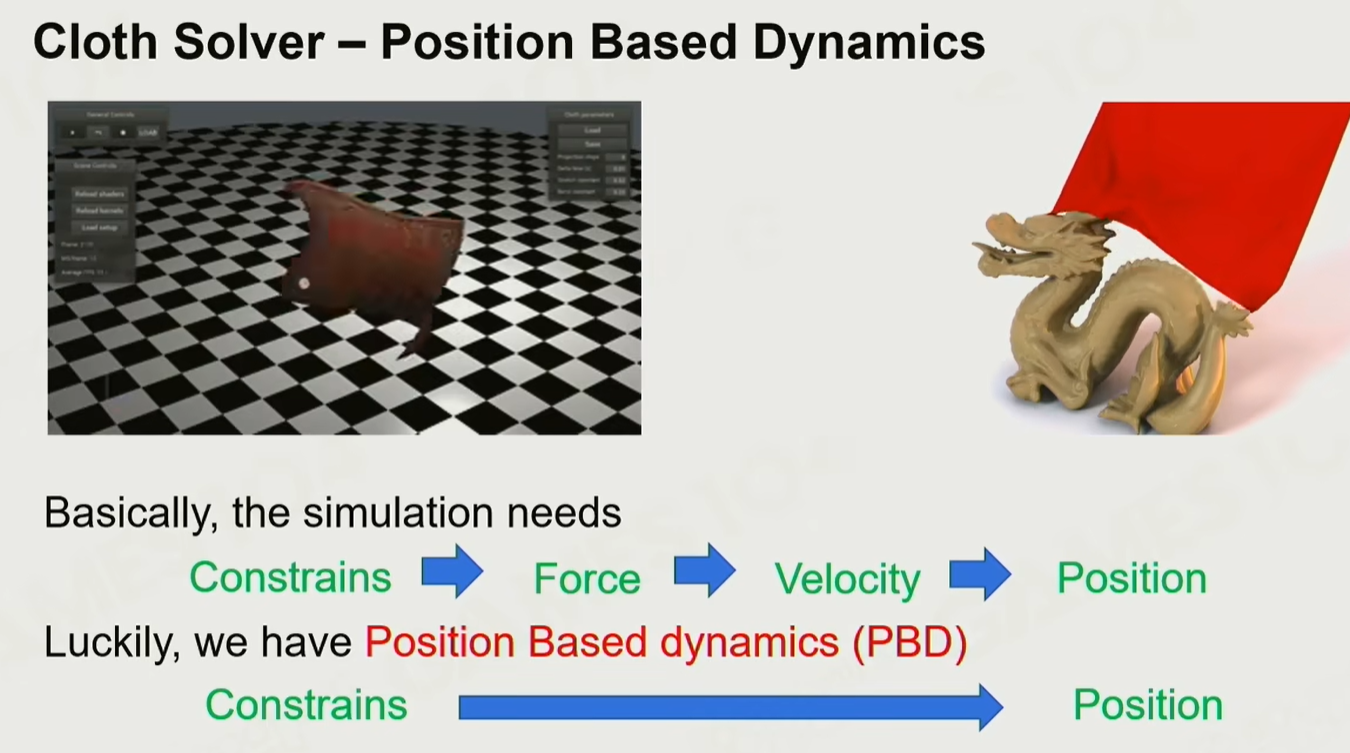 Cloth Solver – Position Based Dynamics
General Controls
LOAD
Scene Controls
Reload shaders
Reload kernels
Load setup
Cloth parameters
Load
Save
Basically, the simulation needs
Constrains Force Velocity Position
Luckily, we have Position Based dynamics (PBD)
Constrains Position